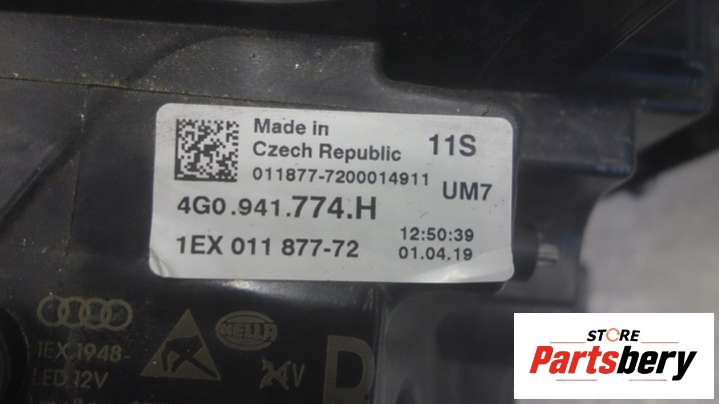 Made in
Czech Republic
11S
011877-7200014911
UM7
4G0.941.774.H
1EX 011 877-72
12:50:39
01.04.19
1EX.1948-
HELLA
LED 12V
V
D
STORE
Partsbery